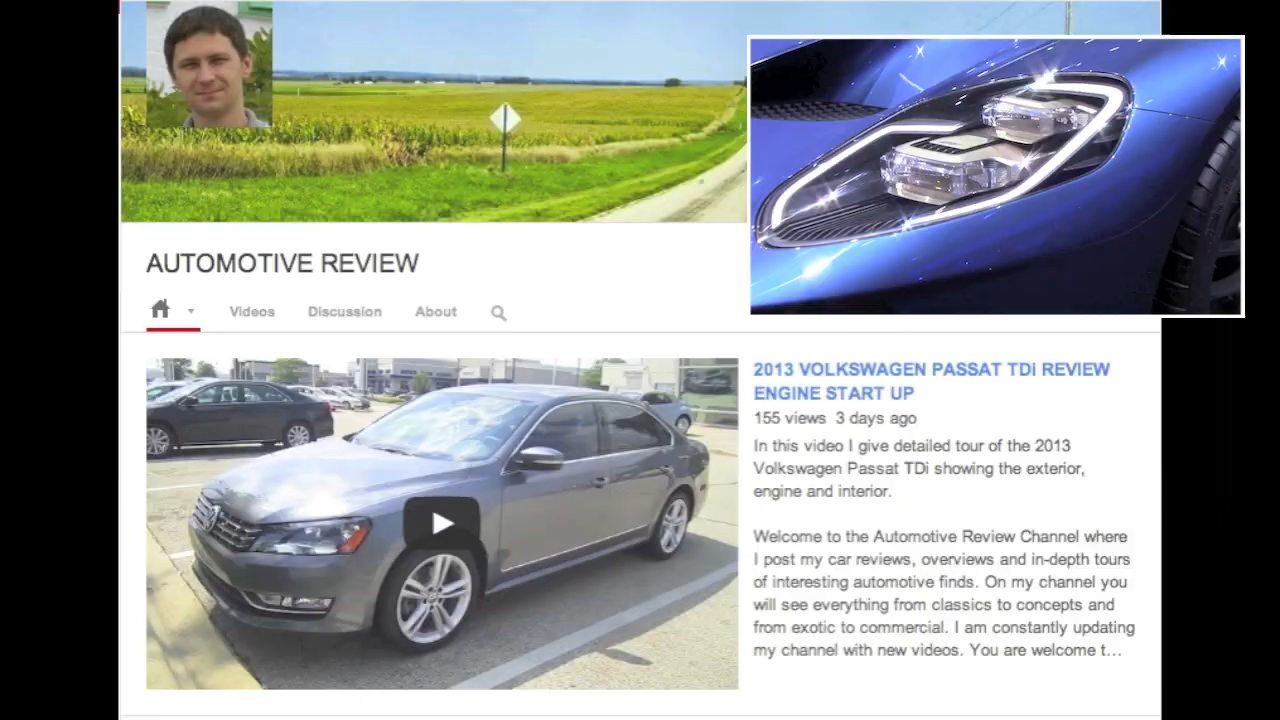 AUTOMOTIVE REVIEW
Videos Discussion About
2013 VOLKSWAGEN PASSAT TDi REVIEW
ENGINE START UP
155 views 3 days ago
In this video I give detailed tour of the 2013
Volkswagen Passat TDi showing the exterior,
engine and interior.
Welcome to the Automotive Review Channel where
I post my car reviews, overviews and in-depth tours
of interesting automotive finds. On my channel you
will see everything from classics to concepts and
from exotic to commercial. I am constantly updating
my channel with new videos. You are welcome t...